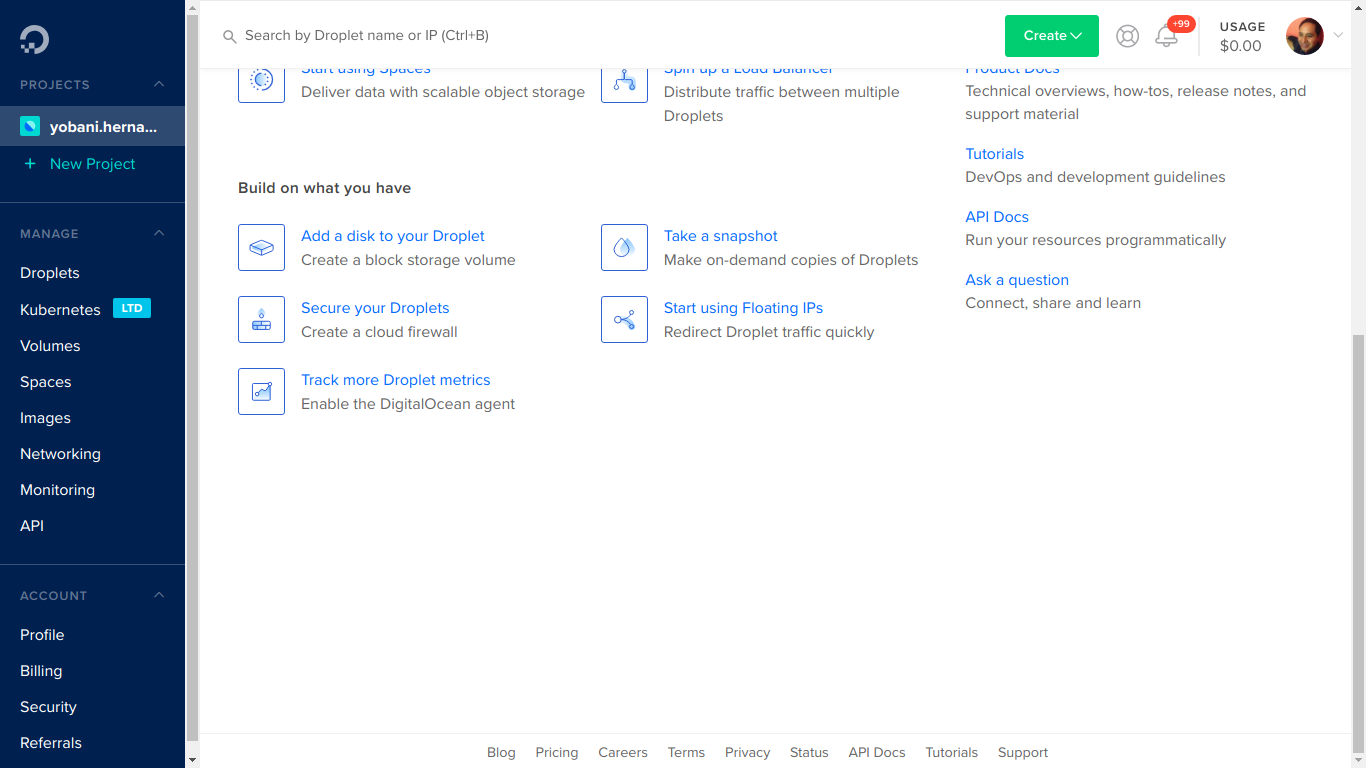 PROJECTS
yobani.herna...
+ New Project
MANAGE
Droplets
Kubernetes LTD
Volumes
Spaces
Images
Networking
Monitoring
API
ACCOUNT
Profile
Billing
Security
Referrals
Search by Droplet name or IP (Ctrl+B)
Create
+99
USAGE
$0.00
Start using Spaces
Deliver data with scalable object storage
Spin up a Load Balancer
Distribute traffic between multiple
Droplets
Build on what you have
Add a disk to your Droplet
Create a block storage volume
Take a snapshot
Make on-demand copies of Droplets
Secure your Droplets
Create a cloud firewall
Start using Floating IPs
Redirect Droplet traffic quickly
Track more Droplet metrics
Enable the DigitalOcean agent
Product Docs
Technical overviews, how-tos, release notes, and
support material
Tutorials
DevOps and development guidelines
API Docs
Run your resources programmatically
Ask a question
Connect, share and learn
Blog Pricing Careers Terms Privacy Status API Docs Tutorials Support